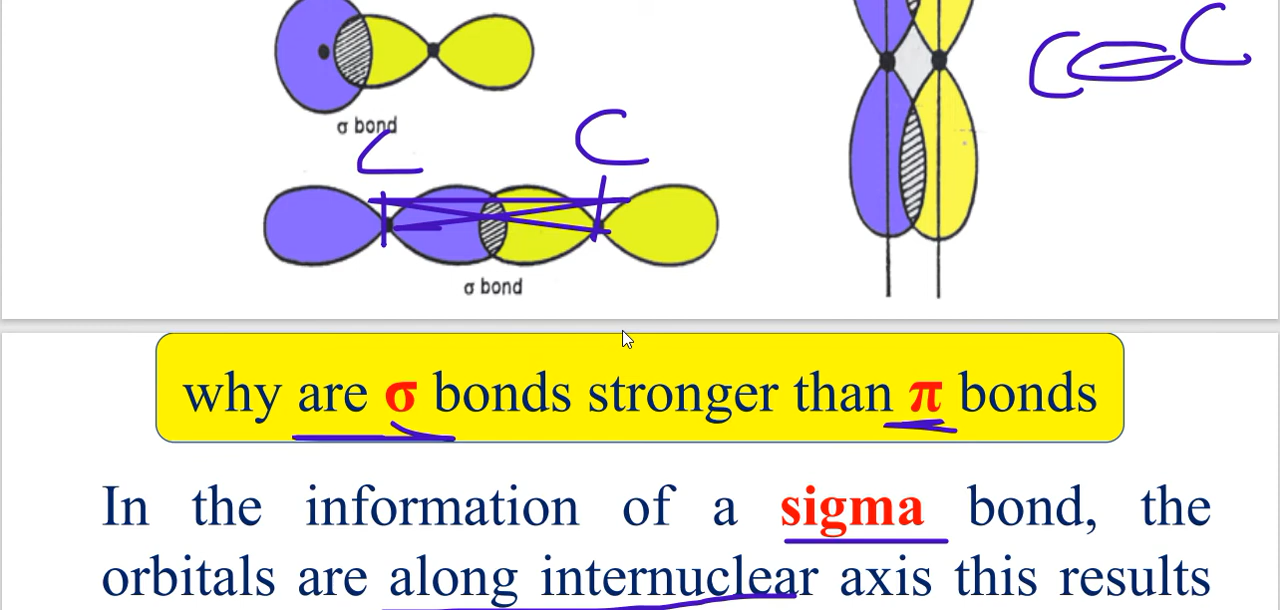 C=C
σ bond
C C
σ bond
why are σ bonds stronger than π bonds
In the information of a sigma bond, the
orbitals are along internuclear axis this results